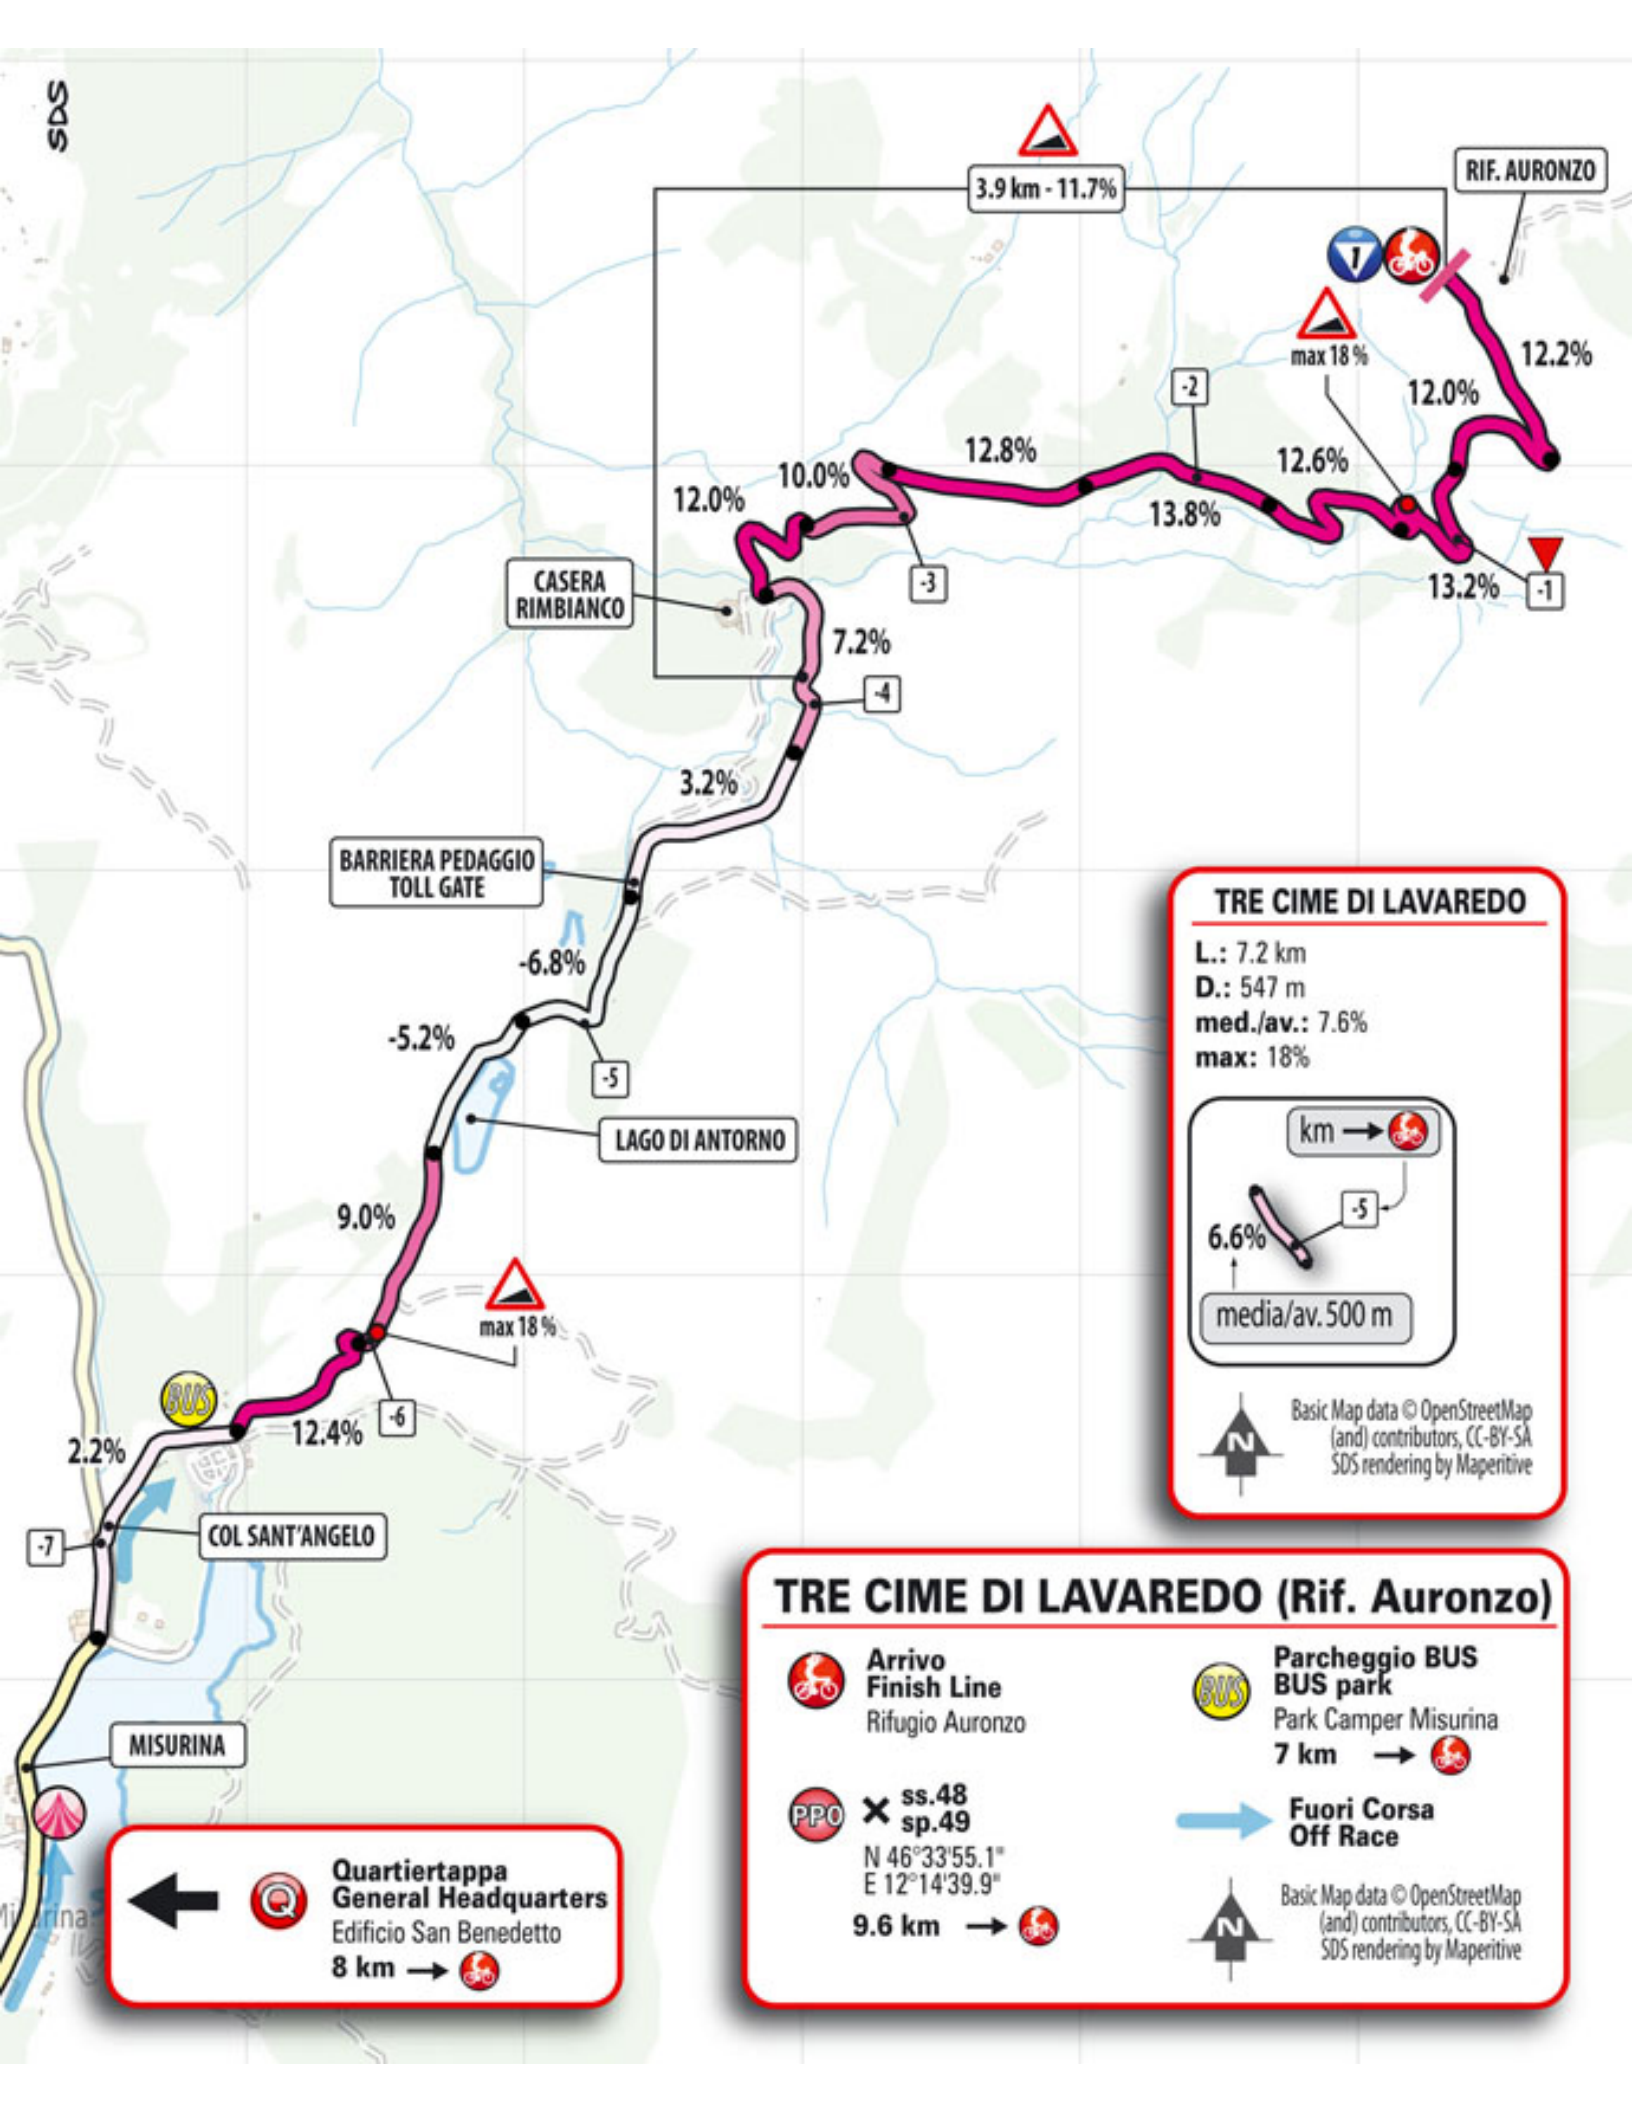 SDS
3.9 km - 11.7%
RIF. AURONZO
1
max 18 %
12.2%
12.0%
-2
12.8%
12.6%
10.0%
12.0%
13.8%
-3
13.2%
-1
CASERA
RIMBIANCO
7.2%
-4
3.2%
BARRIERA PEDAGGIO
TOLL GATE
-6.8%
-5.2%
-5
LAGO DI ANTORNO
9.0%
max 18 %
BUS
-6
12.4%
2.2%
COL SANT'ANGELO
-7
MISURINA
TRE CIME DI LAVAREDO
L.: 7.2 km
D.: 547 m
med./av.: 7.6%
max: 18%
km
-5
6.6%
media/av. 500 m
N
Basic Map data © OpenStreetMap
(and) contributors, CC-BY-SA
SDS rendering by Maperitive
TRE CIME DI LAVAREDO (Rif. Auronzo)
Arrivo
Finish Line
Rifugio Auronzo
PPO
ss.48
sp.49
N 46°33'55.1"
E 12°14'39.9"
9.6 km
BUS
Parcheggio BUS
BUS park
Park Camper Misurina
7 km
Fuori Corsa
Off Race
N
Basic Map data © OpenStreetMap
(and) contributors, CC-BY-SA
SDS rendering by Maperitive
Q
Quartiertappa
General Headquarters
Edificio San Benedetto
8 km